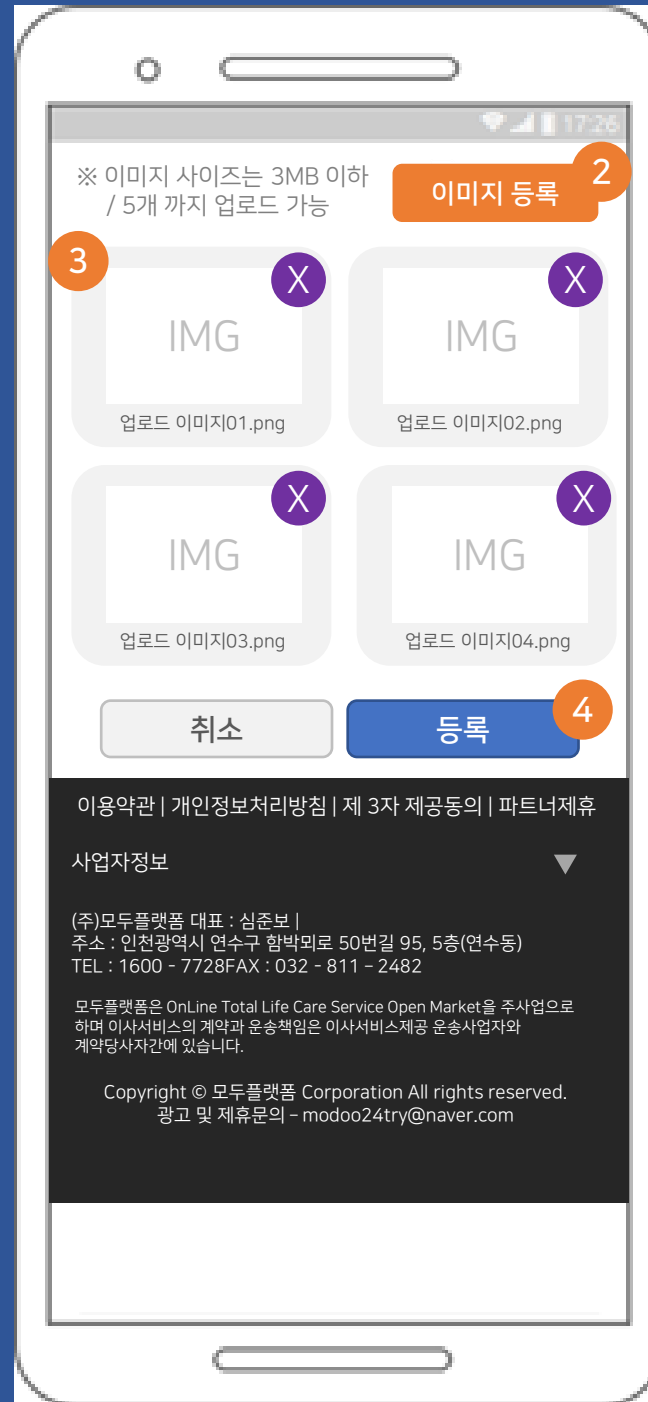 17:26
※ 이미지 사이즈는 3MB 이하
/ 5개 까지 업로드 가능
이미지 등록
2
3
X
X
IMG
IMG
업로드 이미지01.png
업로드 이미지02.png
X
X
IMG
IMG
업로드 이미지03.png
업로드 이미지04.png
취소
등록
4
이용약관 | 개인정보처리방침 | 제 3자 제공동의 | 파트너제휴
사업자정보
▼
(주)모두플랫폼 대표 : 심준보 |
주소 : 인천광역시 연수구 함박뫼로 50번길 95, 5층(연수동)
TEL : 1600 - 7728FAX : 032 - 811 – 2482
모두플랫폼은 OnLine Total Life Care Service Open Market을 주사업으로
하며 이사서비스의 계약과 운송책임은 이사서비스제공 운송사업자와
계약당사자간에 있습니다.
Copyright © 모두플랫폼 Corporation All rights reserved.
광고 및 제휴문의 – modoo24try@naver.com